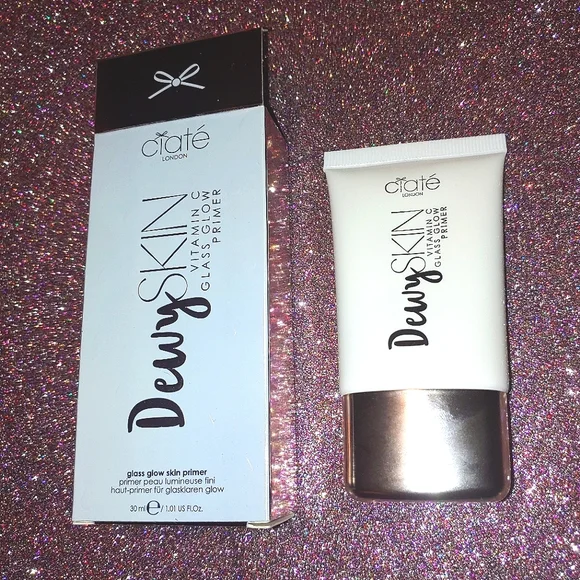 ciaté
LONDON
DewySKIN
VITAMIN C
GLASS GLOW
PRIMER
glass glow skin primer
primer peau lumineuse fini
haut-primer für glasklaren glow
30 ml ℮ / 1.01 US Fl.Oz.
ciaté
LONDON
DewySKIN
VITAMIN C
GLASS GLOW
PRIMER